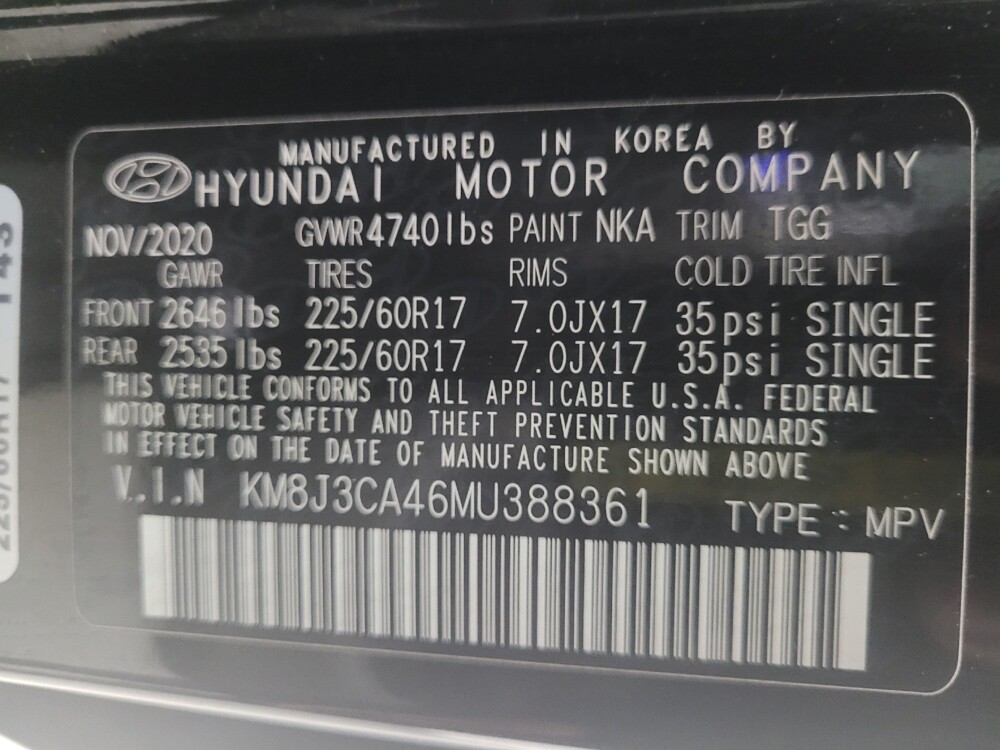 MANUFACTURED IN KOREA BY
HYUNDAI MOTOR COMPANY
NOV/2020 GVWR4740lbs PAINT NKA TRIM TGG
GAWR TIRES RIMS COLD TIRE INFL
FRONT 2646lbs 225/60R17 7.0JX17 35psi SINGLE
REAR 2535lbs 225/60R17 7.0JX17 35psi SINGLE
THIS VEHICLE CONFORMS TO ALL APPLICABLE U.S.A. FEDERAL
MOTOR VEHICLE SAFETY AND THEFT PREVENTION STANDARDS
IN EFFECT ON THE DATE OF MANUFACTURE SHOWN ABOVE
V.I.N KM8J3CA46MU388361 TYPE : MPV
225/60R17